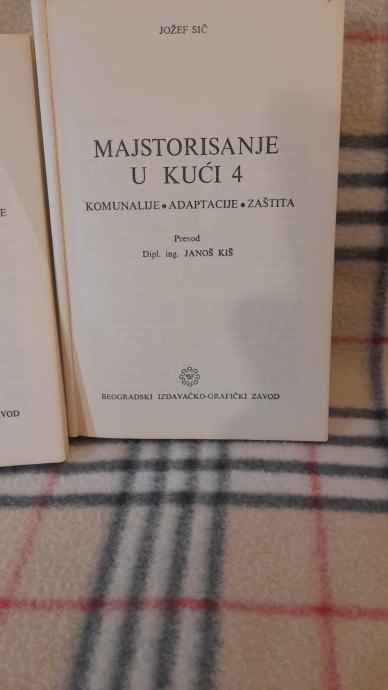 JOŽEF SIČ
MAJSTORISANJE
U KUĆI 4
KOMUNALIJE • ADAPTACIJE • ZAŠTITA
Prevod
Dipl. ing. JANOŠ KIŠ
BEOGRADSKI IZDAVAČKO-GRAFIČKI ZAVOD